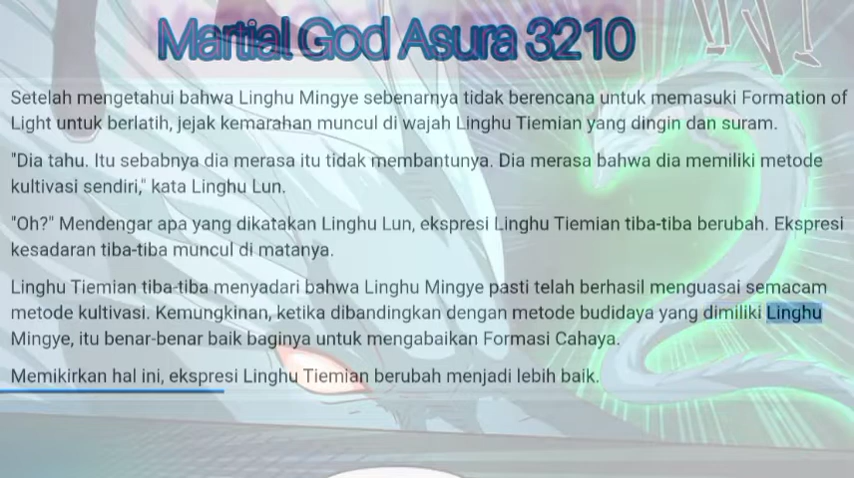 Martial God Asura 3210
Setelah mengetahui bahwa Linghu Mingye sebenarnya tidak berencana untuk memasuki Formation of
Light untuk berlatih, jejak kemarahan muncul di wajah Linghu Tiemian yang dingin dan suram.
"Dia tahu. Itu sebabnya dia merasa itu tidak membantunya. Dia merasa bahwa dia memiliki metode
kultivasi sendiri," kata Linghu Lun.
"Oh?" Mendengar apa yang dikatakan Linghu Lun, ekspresi Linghu Tiemian tiba-tiba berubah. Ekspresi
kesadaran tiba-tiba muncul di matanya.
Linghu Tiemian tiba-tiba menyadari bahwa Linghu Mingye pasti telah berhasil menguasai semacam
metode kultivasi. Kemungkinan, ketika dibandingkan dengan metode budidaya yang dimiliki Linghu
Mingye, itu benar-benar baik baginya untuk mengabaikan Formasi Cahaya.
Memikirkan hal ini, ekspresi Linghu Tiemian berubah menjadi lebih baik.